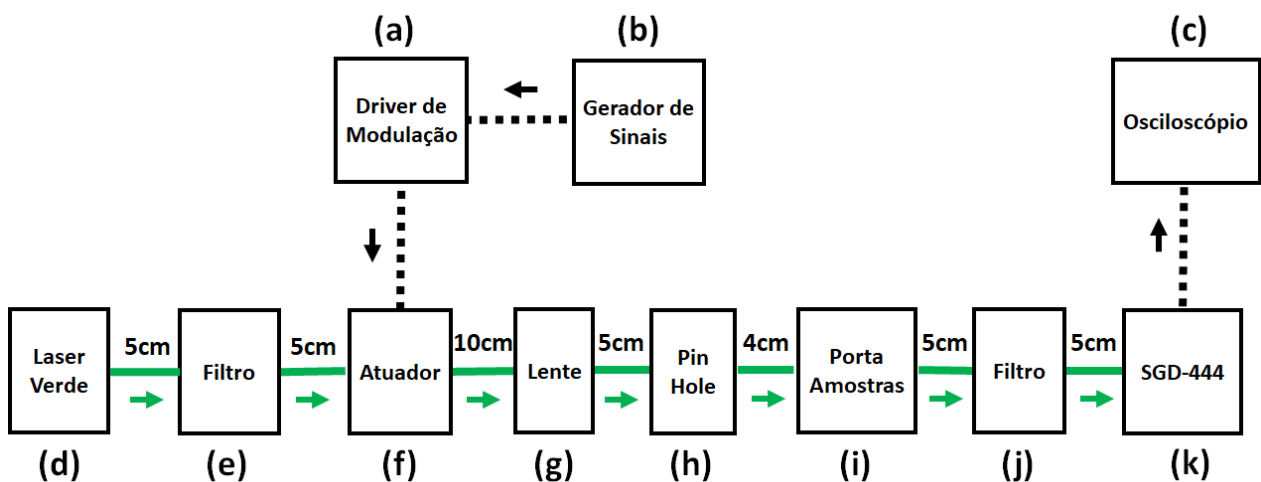 (a)
(b)
(c)
Driver de
Modulação
Gerador de
Sinais
Osciloscópio
5cm
5cm
10cm
5cm
4cm
5cm
5cm
Laser
Verde
Filtro
Atuador
Lente
Pin
Hole
Porta
Amostras
Filtro
SGD-444
(d)
(e)
(f)
(g)
(h)
(i)
(j)
(k)